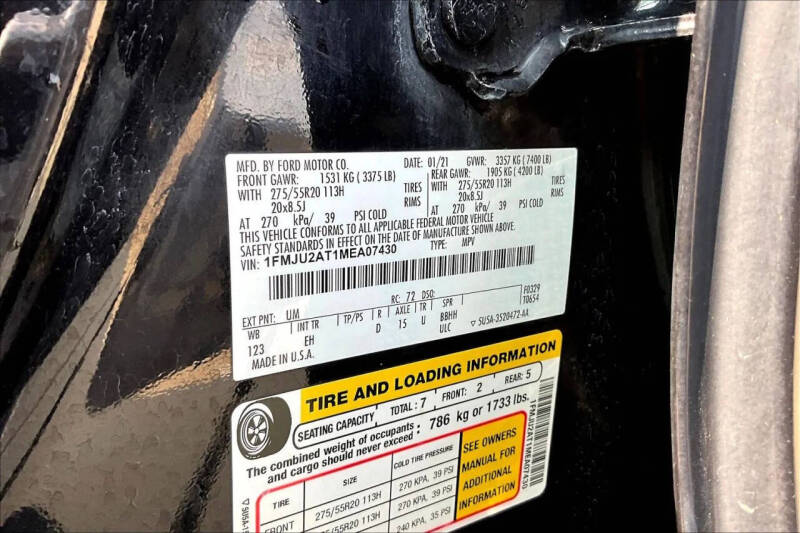 MFD. BY FORD MOTOR CO. DATE: 01/21 GVWR: 3357 KG (7400 LB)
FRONT GAWR: 1531 KG (3375 LB) REAR GAWR: 1905 KG (4200 LB)
WITH 275/55R20 113H TIRES WITH 275/55R20 113H TIRES
20x8.5J RIMS 20x8.5J RIMS
AT 270 kPa/ 39 PSI COLD AT 270 kPa/ 39 PSI COLD
THIS VEHICLE CONFORMS TO ALL APPLICABLE FEDERAL MOTOR VEHICLE
SAFETY STANDARDS IN EFFECT ON THE DATE OF MANUFACTURE SHOWN ABOVE.
VIN: 1FMJU2AT1MEA07430 TYPE: MPV
EXT PNT: UM RC: 72 DSO: F0329
WB INT TR TP/PS R AXLE TR SPR 10654
123 EH D 15 U BBHH
MADE IN U.S.A. ULC ▽ SU5A-3520472-AA
TIRE AND LOADING INFORMATION
SEATING CAPACITY TOTAL: 7 FRONT: 2 REAR: 5
The combined weight of occupants and cargo should never exceed: 786 kg or 1733 lbs.
TIRE SIZE COLD TIRE PRESSURE
FRONT 275/55R20 113H 270 KPA, 39 PSI
275/55R20 113H 270 KPA, 39 PSI
240 KPA, 35 PSI
SEE OWNERS
MANUAL FOR
ADDITIONAL
INFORMATION
1FMJU2AT1MEA07430